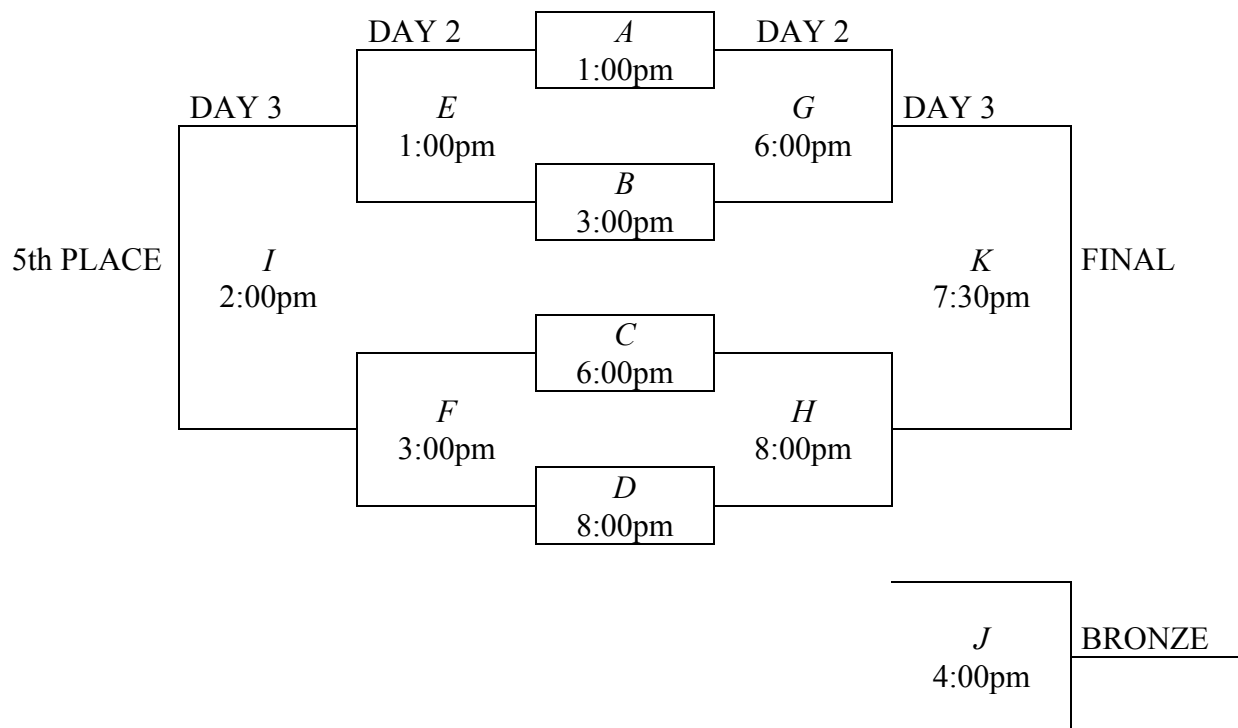 DAY 2
A
DAY 2
1:00pm
DAY 3
E
G
DAY 3
1:00pm
6:00pm
B
3:00pm
5th PLACE
I
K
FINAL
2:00pm
7:30pm
C
6:00pm
F
H
3:00pm
8:00pm
D
8:00pm
J
BRONZE
4:00pm